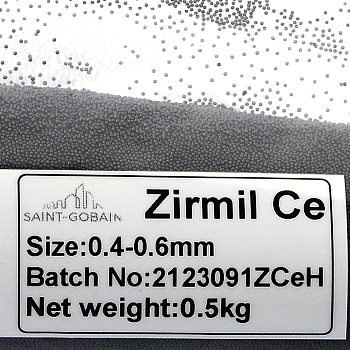 SAINT-GOBAIN
Zirmil Ce
Size:0.4-0.6mm
Batch No:2123091ZCeH
Net weight:0.5kg